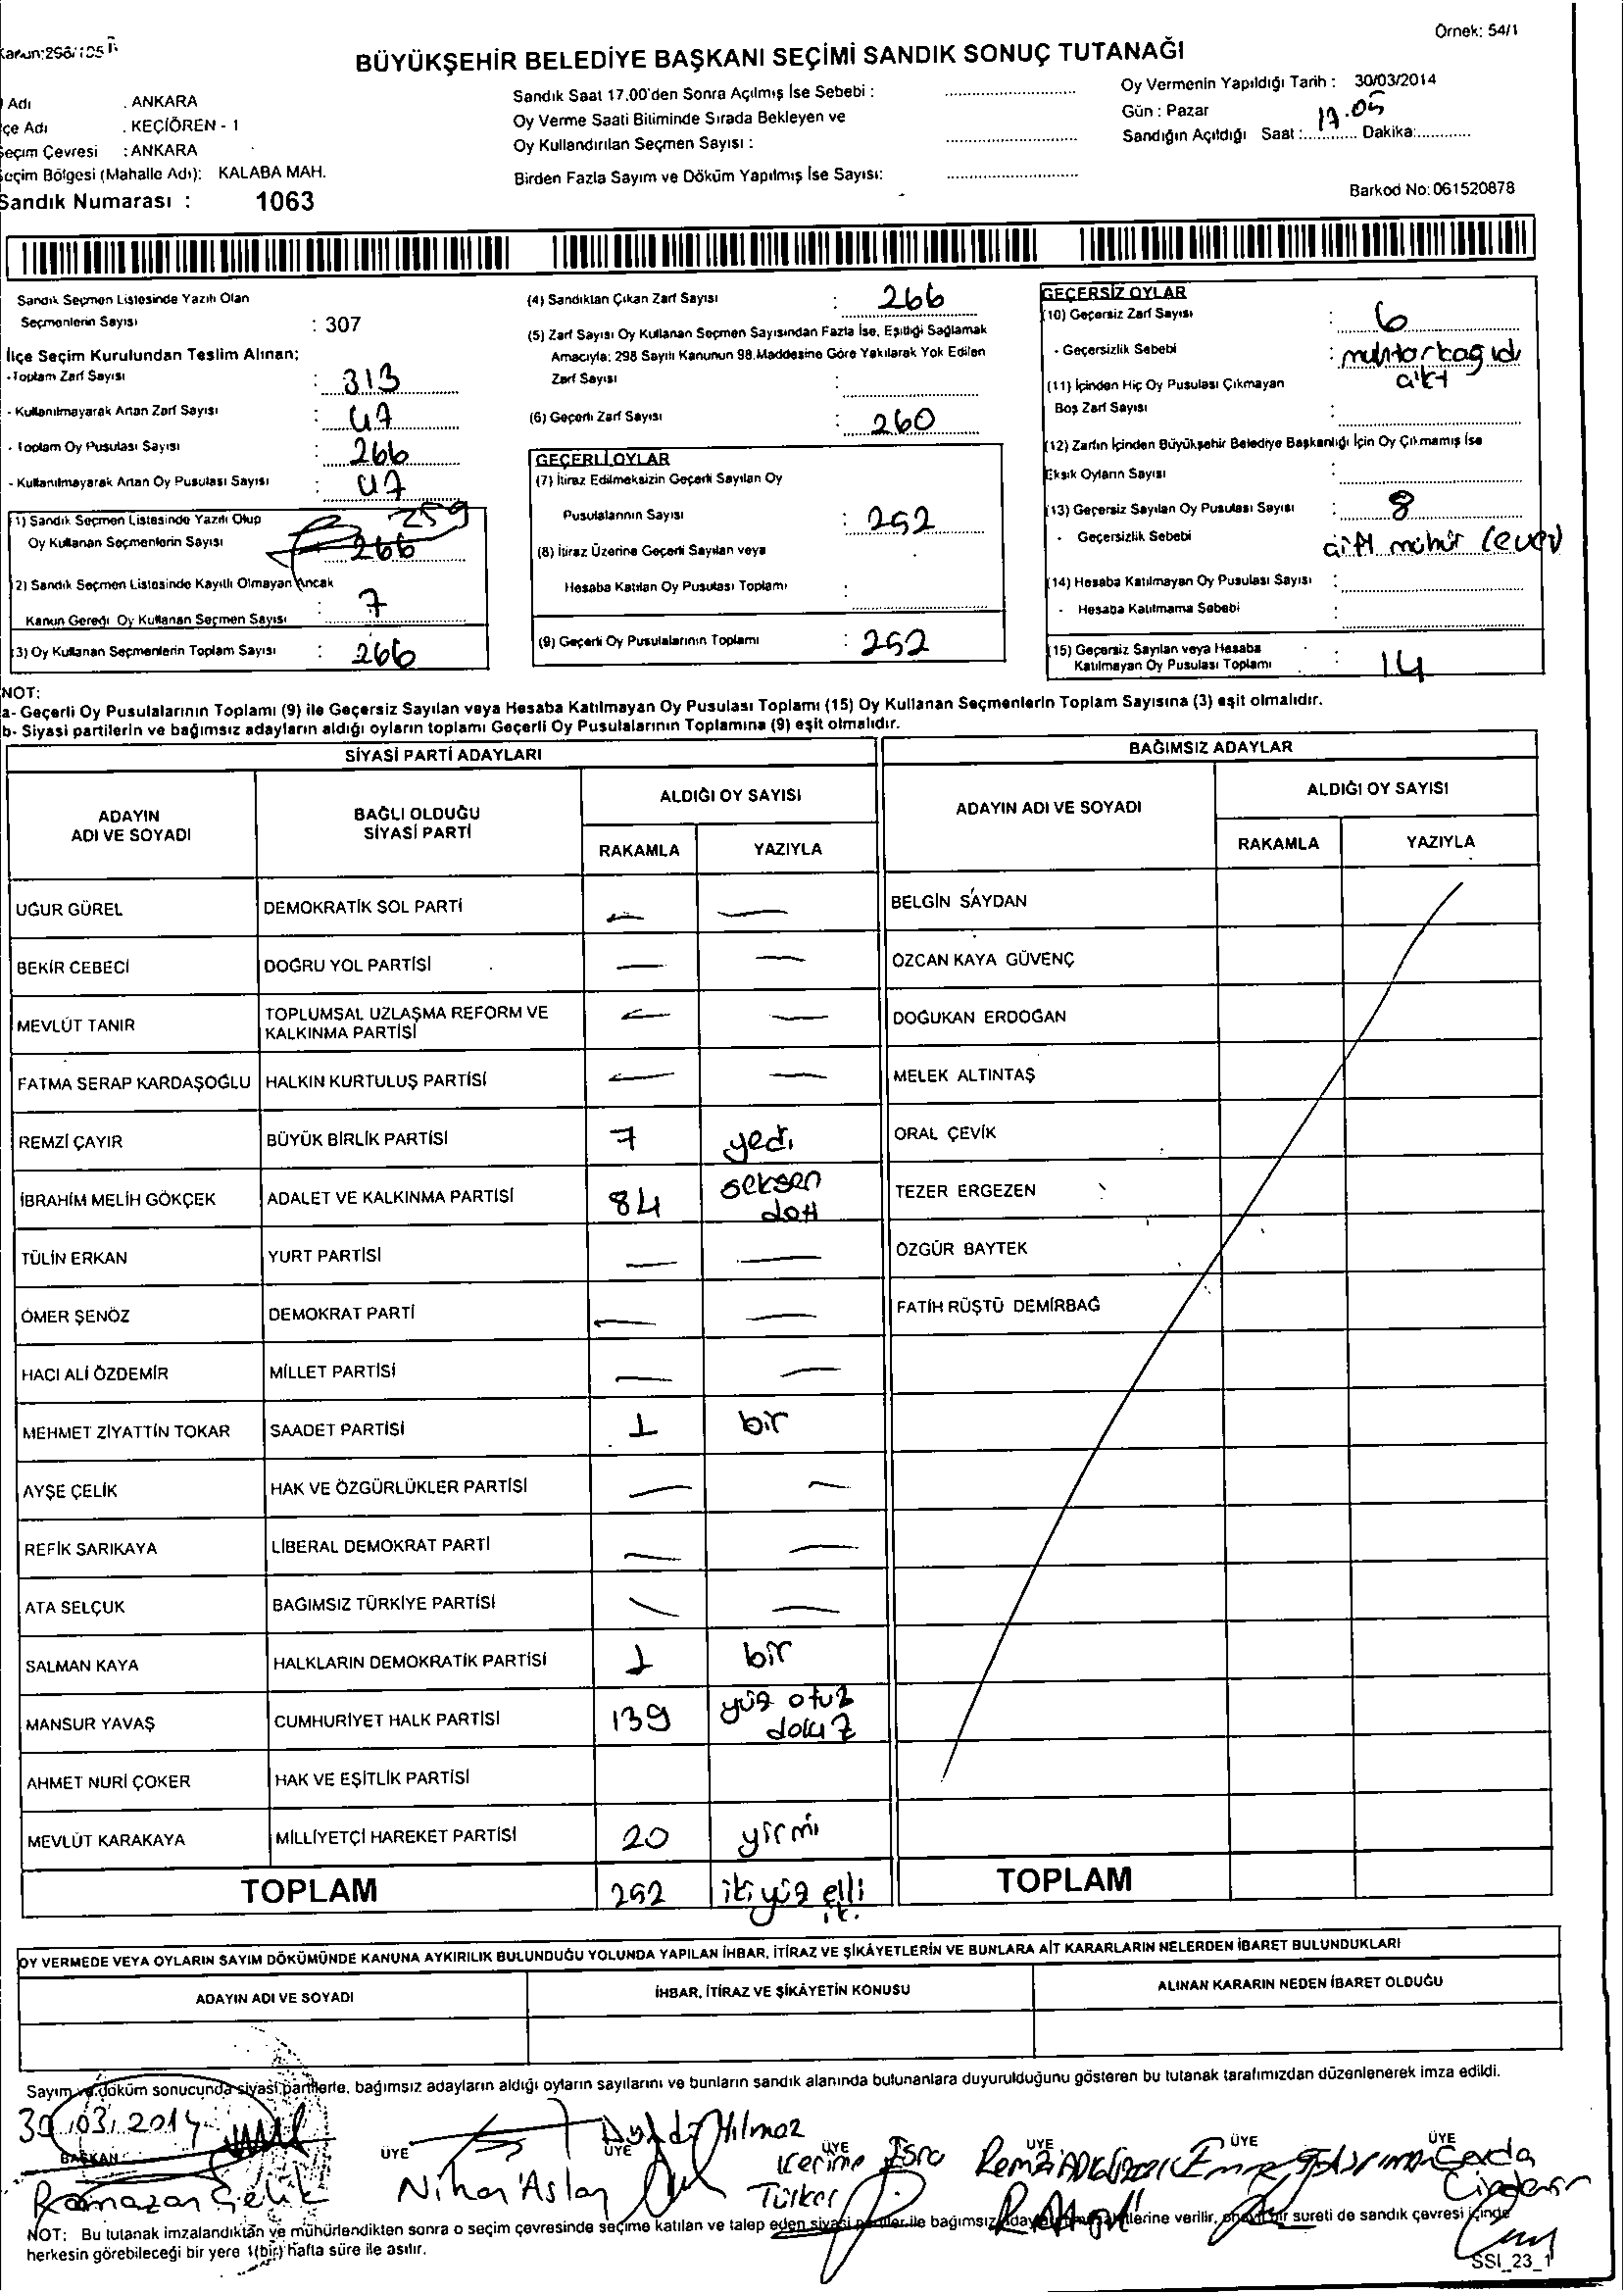 Örnek: 54/1
BÜYÜKŞEHİR BELEDİYE BAŞKANI SEÇİMİ SANDIK SONUÇ TUTANAĞI
Adı : ANKARA
çe Adı : KEÇİÖREN - 1
Seçim Çevresi : ANKARA
Seçim Bölgesi (Mahalle Adı): KALABA MAH.
Sandık Numarası : 1063
Sandık Saat 17.00'den Sonra Açılmış İse Sebebi :
Oy Verme Saati Bitiminde Sırada Bekleyen ve
Oy Kullandırılan Seçmen Sayısı :
Birden Fazla Sayım ve Döküm Yapılmış İse Sayısı:
Oy Vermenin Yapıldığı Tarih : 30/03/2014
Gün : Pazar
Sandığın Açıldığı Saat : 17.05 Dakika:
Barkod No: 061520878
Sandık Seçmen Listesinde Yazılı Olan
Seçmenlerin Sayısı : 307
İlçe Seçim Kurulundan Teslim Alınan:
-Toplam Zarf Sayısı : 313
- Kullanılmayarak Artan Zarf Sayısı : 47
- Toplam Oy Pusulası Sayısı : 266
- Kullanılmayarak Artan Oy Pusulası Sayısı : 47
(1) Sandık Seçmen Listesinde Yazılı Olup 259
Oy Kullanan Seçmenlerin Sayısı 266
(2) Sandık Seçmen Listesinde Kayıtlı Olmayan Ancak
Kanun Gereği Oy Kullanan Seçmen Sayısı : 7
(3) Oy Kullanan Seçmenlerin Toplam Sayısı : 266
(4) Sandıktan Çıkan Zarf Sayısı : 266
(5) Zarf Sayısı Oy Kullanan Seçmen Sayısından Fazla İse, Eşitliği Sağlamak
Amacıyla; 298 Sayılı Kanunun 98.Maddesine Göre Yakılarak Yok Edilen
Zarf Sayısı :
(6) Geçerli Zarf Sayısı : 260
GEÇERLİ OYLAR
(7) İtiraz Edilmeksizin Geçerli Sayılan Oy
Pusulalarının Sayısı : 252
(8) İtiraz Üzerine Geçerli Sayılan veya
Hesaba Katılan Oy Pusulası Toplamı :
(9) Geçerli Oy Pusulalarının Toplamı : 252
GEÇERSİZ OYLAR
(10) Geçersiz Zarf Sayısı : 6
- Geçersizlik Sebebi : muhtar kagıdı
çıktı
(11) İçinden Hiç Oy Pusulası Çıkmayan
Boş Zarf Sayısı :
(12) Zarfın İçinden Büyükşehir Belediye Başkanlığı İçin Oy Çıkmamış İse
Eksik Oyların Sayısı :
(13) Geçersiz Sayılan Oy Pusulası Sayısı : 8
- Geçersizlik Sebebi : çift mühür (evet)
(14) Hesaba Katılmayan Oy Pusulası Sayısı :
- Hesaba Katılmama Sebebi :
(15) Geçersiz Sayılan veya Hesaba
Katılmayan Oy Pusulası Toplamı : 14
NOT:
a- Geçerli Oy Pusulalarının Toplamı (9) ile Geçersiz Sayılan veya Hesaba Katılmayan Oy Pusulası Toplamı (15) Oy Kullanan Seçmenlerin Toplam Sayısına (3) eşit olmalıdır.
b- Siyasi partilerin ve bağımsız adayların aldığı oyların toplamı Geçerli Oy Pusulalarının Toplamına (9) eşit olmalıdır.
SİYASİ PARTİ ADAYLARI
ADAYIN ADI VE SOYADI
BAĞLI OLDUĞU SİYASİ PARTİ
ALDIĞI OY SAYISI
RAKAMLA YAZIYLA
UĞUR GÜREL DEMOKRATİK SOL PARTİ — —
BEKİR CEBECİ DOĞRU YOL PARTİSİ — —
MEVLÜT TANIR TOPLUMSAL UZLAŞMA REFORM VE KALKINMA PARTİSİ — —
FATMA SERAP KARDAŞOĞLU HALKIN KURTULUŞ PARTİSİ — —
REMZİ ÇAYIR BÜYÜK BİRLİK PARTİSİ 7 yedi
İBRAHİM MELİH GÖKÇEK ADALET VE KALKINMA PARTİSİ 84 seksen dört
TÜLİN ERKAN YURT PARTİSİ — —
ÖMER ŞENÖZ DEMOKRAT PARTİ — —
HACI ALİ ÖZDEMİR MİLLET PARTİSİ — —
MEHMET ZİYATTİN TOKAR SAADET PARTİSİ 1 bir
AYŞE ÇELİK HAK VE ÖZGÜRLÜKLER PARTİSİ — —
REFİK SARIKAYA LİBERAL DEMOKRAT PARTİ — —
ATA SELÇUK BAĞIMSIZ TÜRKİYE PARTİSİ — —
SALMAN KAYA HALKLARIN DEMOKRATİK PARTİSİ 1 bir
MANSUR YAVAŞ CUMHURİYET HALK PARTİSİ 139 yüz otuz dokuz
AHMET NURİ ÇOKER HAK VE EŞİTLİK PARTİSİ
MEVLÜT KARAKAYA MİLLİYETÇİ HAREKET PARTİSİ 20 yirmi
TOPLAM 252 iki yüz elli iki
BAĞIMSIZ ADAYLAR
ADAYIN ADI VE SOYADI
ALDIĞI OY SAYISI
RAKAMLA YAZIYLA
BELGİN SAYDAN
ÖZCAN KAYA GÜVENÇ
DOĞUKAN ERDOĞAN
MELEK ALTINTAŞ
ORAL ÇEVİK
TEZER ERGEZEN
ÖZGÜR BAYTEK
FATİH RÜŞTÜ DEMİRBAĞ
TOPLAM
OY VERMEDE VEYA OYLARIN SAYIM DÖKÜMÜNDE KANUNA AYKIRILIK BULUNDUĞU YOLUNDA YAPILAN İHBAR, İTİRAZ VE ŞİKÂYETLERİN VE BUNLARA AİT KARARLARIN NELERDEN İBARET BULUNDUKLARI
ADAYIN ADI VE SOYADI İHBAR, İTİRAZ VE ŞİKÂYETİN KONUSU ALINAN KARARIN NEDEN İBARET OLDUĞU
Sayım ve döküm sonucunda siyasi partilerle, bağımsız adayların aldığı oyların sayılarını ve bunların sandık alanında bulunanlara duyurulduğunu gösteren bu tutanak tarafımızdan düzenlenerek imza edildi.
30/03/2014
BAŞKAN ÜYE ÜYE ÜYE ÜYE ÜYE ÜYE
Ramazan Çelik
Nihan Aslan
Yılmaz
Kerime Esra
Türker
NOT: Bu tutanak imzalandıktan ve mühürlendikten sonra o seçim çevresinde seçime katılan ve talep eden siyasi partiler ile bağımsız verilir, bir sureti de sandık çevresi içinde
herkesin görebileceği bir yere 1(bir) hafta süre ile asılır.
SSI_23_1